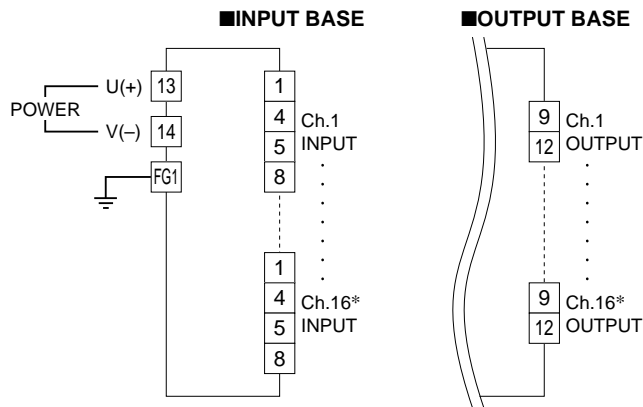 ■INPUT BASE
■OUTPUT BASE
POWER
U(+) 13
V(–) 14
FG1
1
4
5
8
Ch.1
INPUT
1
4
5
8
Ch.16*
INPUT
9
12
Ch.1
OUTPUT
9
12
Ch.16*
OUTPUT